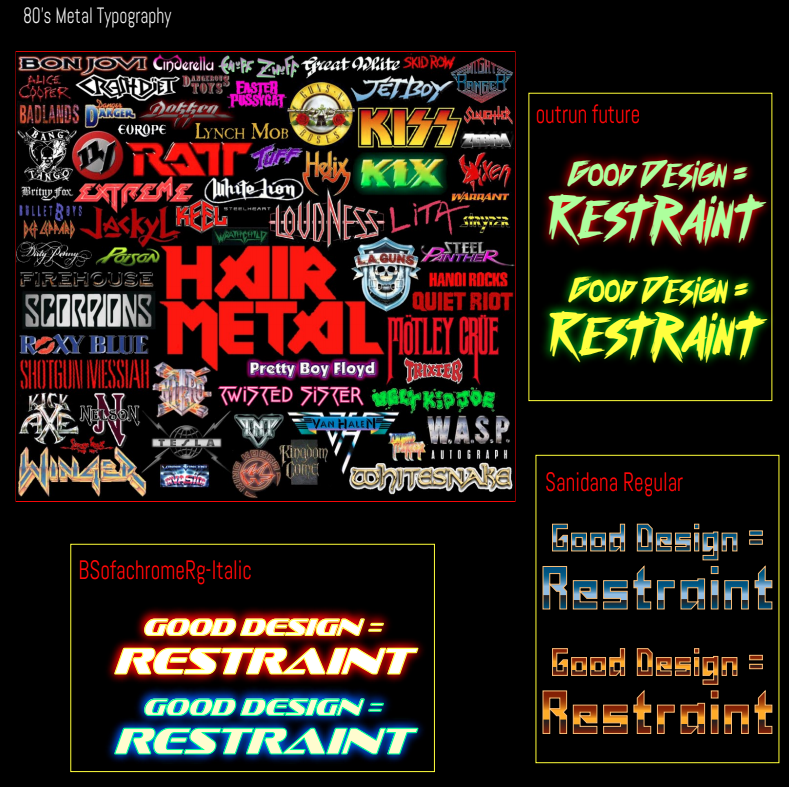 80's Metal Typography
BON JOVI Cinderella Enuff Z'nuff Great White SKID ROW
ALICE COOPER CRASHDÏET DANGEROUS TOYS FASTER PUSSYCAT GUNS N ROSES JETBOY NIGHT RANGER
BADLANDS DANGER DANGER Dokken KISS SLAUGHTER
EUROPE LYNCH MOB ZEBRA
BANG TANGO RATT TUFF Helix KIX Vixen
Britny Fox EXTREME White Lion WARRANT
BULLETBOYS JACKYL KEEL STEELHEART LOUDNESS LITA Stryper
DEF LEPPARD
Dirty Penny POISON L.A. GUNS STEEL PANTHER
FIREHOUSE HAIR METAL HANOI ROCKS
SCORPIONS QUIET RIOT
ROXY BLUE MÖTLEY CRÜE
SHOTGUN MESSIAH Pretty Boy Floyd TRIXTER
TWISTED SISTER UGLY KID JOE
KICK AXE NELSON TESLA TNT VAN HALEN W.A.S.P.
AUTOGRAPH
WINGER KINGDOM COME WHITESNAKE
outrun future
GOOD DESiGN =
RESTRAiNT
GOOD DESiGN =
RESTRAiNT
Sanidana Regular
Good Design =
Restraint
Good Design =
Restraint
BSofachromeRg-Italic
GOOD DESIGN =
RESTRAINT
GOOD DESIGN =
RESTRAINT